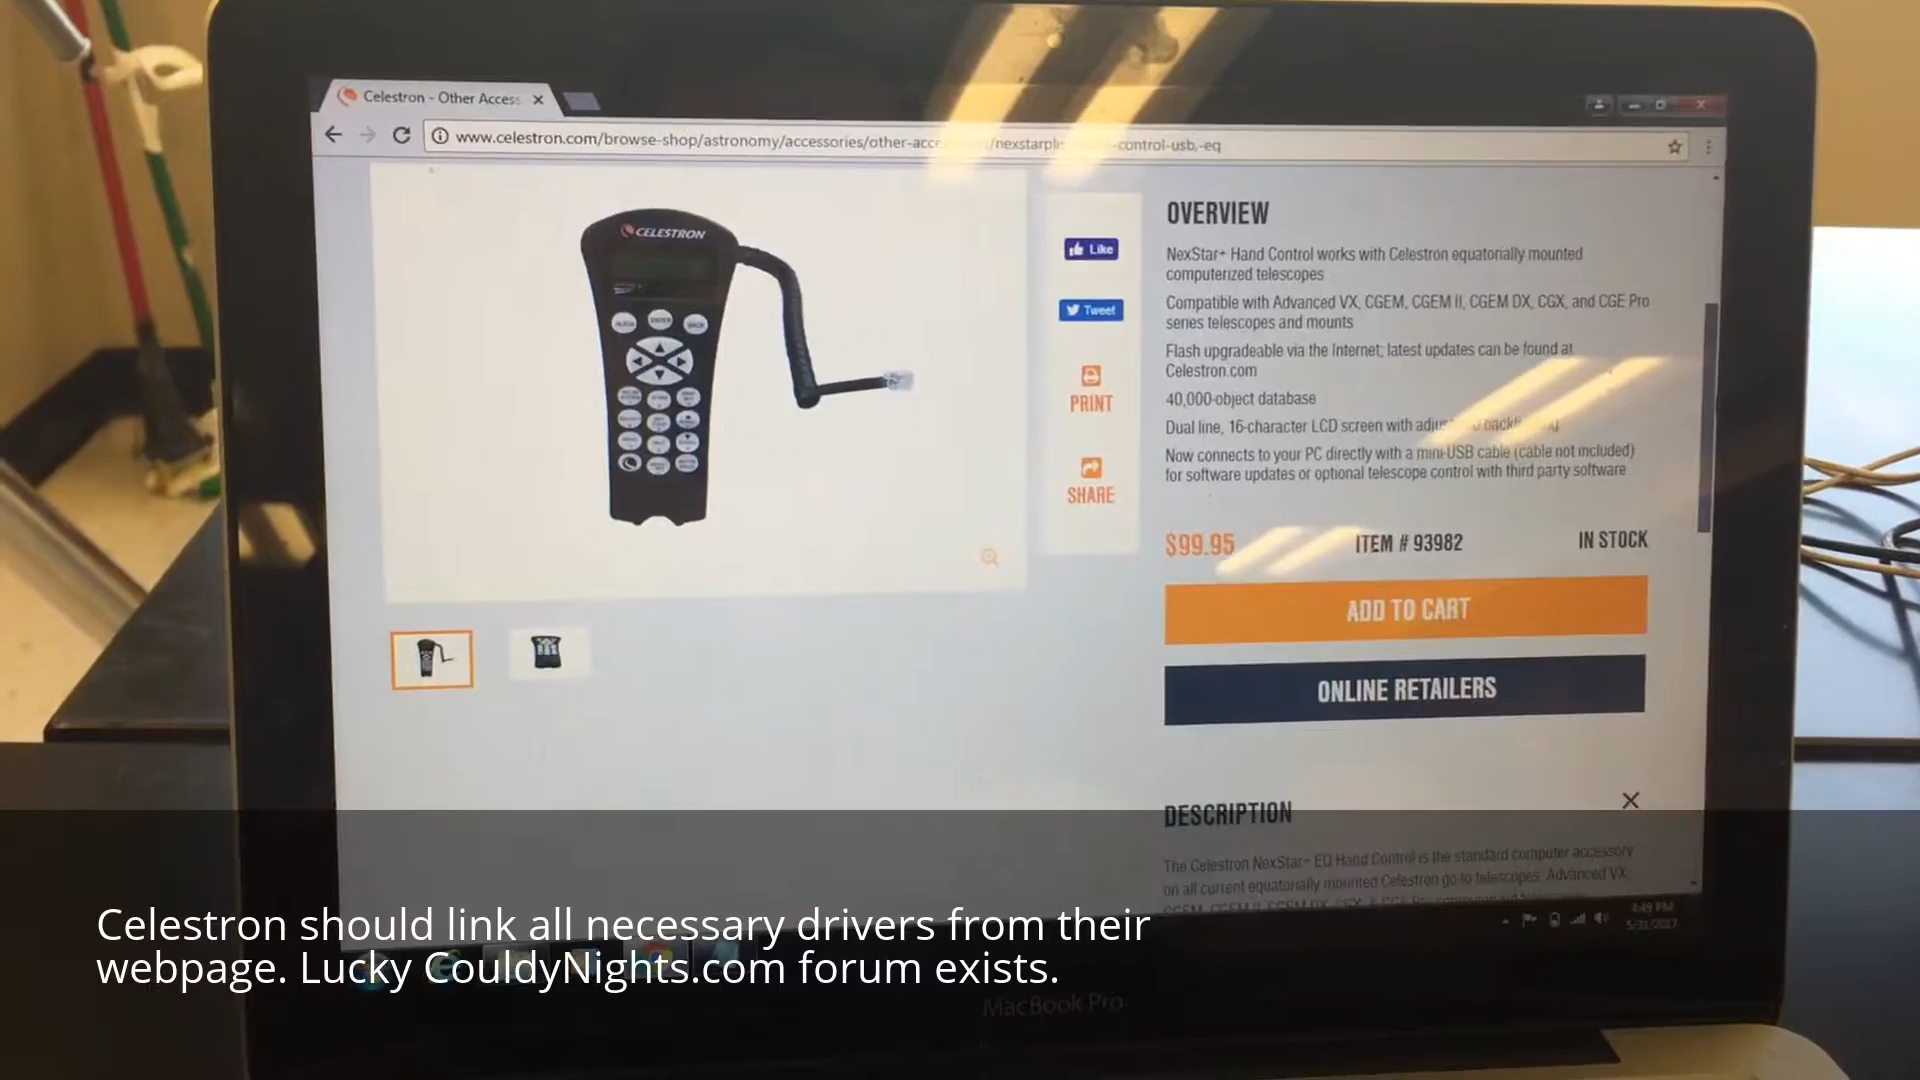 Celestron - Other Access
www.celestron.com/browse-shop/astronomy/accessories/other-acce /nexstarpl -control-usb,-eq
CELESTRON
OVERVIEW
NexStar+ Hand Control works with Celestron equatorially mounted
computerized telescopes
Compatible with Advanced VX, CGEM, CGEM II, CGEM DX, CGX, and CGE Pro
series telescopes and mounts
Flash upgradeable via the Internet; latest updates can be found at
Celestron.com
40,000-object database
Dual line, 16-character LCD screen with
Now connects to your PC directly with a mini-USB cable (cable not included)
for software updates or optional telescope control with third party software
Like
Tweet
PRINT
SHARE
$99.95 ITEM # 93982 IN STOCK
ADD TO CART
ONLINE RETAILERS
DESCRIPTION
The Celestron NexStar+ EQ Hand Control is the standard computer accessory
on all current equatorially mounted Celestron go-to telescopes: Advanced VX,
4:49 PM
5/31/2017
Celestron should link all necessary drivers from their
webpage. Lucky CouldyNights.com forum exists.
MacBook Pro